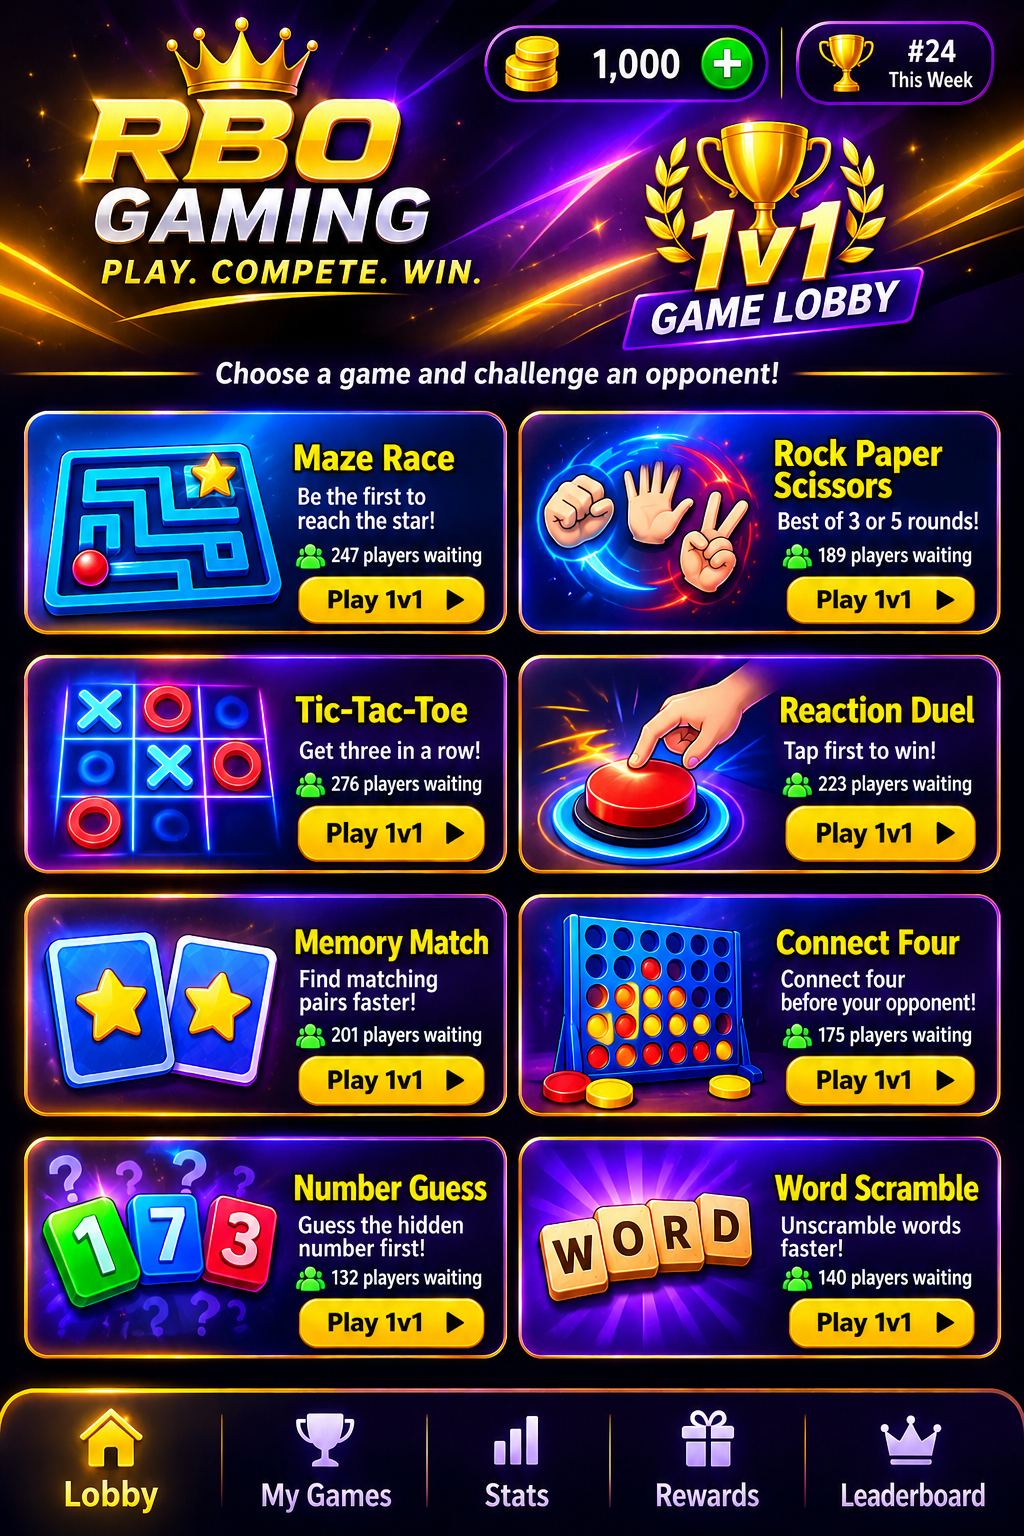 RBO
GAMING
PLAY. COMPETE. WIN.
1,000
#24
This Week
1v1
GAME LOBBY
Choose a game and challenge an opponent!
Maze Race
Be the first to
reach the star!
247 players waiting
Play 1v1
Rock Paper
Scissors
Best of 3 or 5 rounds!
189 players waiting
Play 1v1
Tic-Tac-Toe
Get three in a row!
276 players waiting
Play 1v1
Reaction Duel
Tap first to win!
223 players waiting
Play 1v1
Memory Match
Find matching
pairs faster!
201 players waiting
Play 1v1
Connect Four
Connect four
before your opponent!
175 players waiting
Play 1v1
? ? ? ?
1 7 3
? ? ? ?
Number Guess
Guess the hidden
number first!
132 players waiting
Play 1v1
WORD
Word Scramble
Unscramble words
faster!
140 players waiting
Play 1v1
Lobby
My Games
Stats
Rewards
Leaderboard